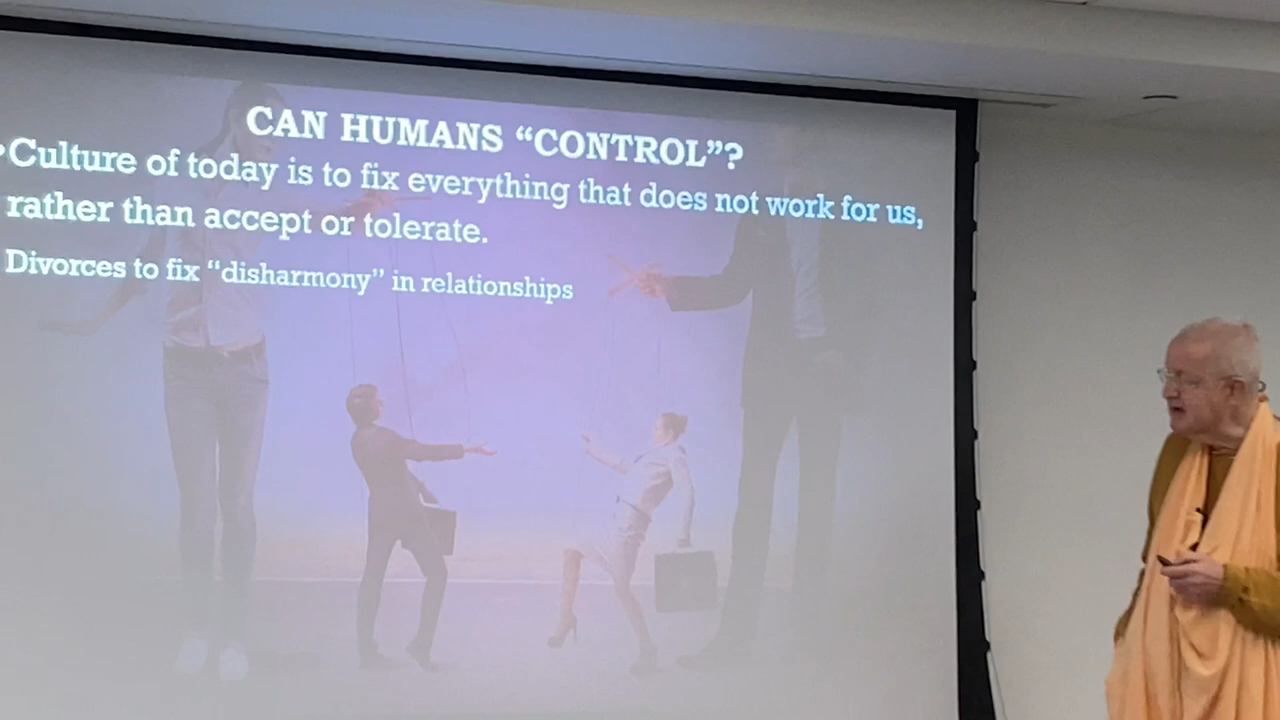 CAN HUMANS “CONTROL”?
•Culture of today is to fix everything that does not work for us,
rather than accept or tolerate.
Divorces to fix “disharmony” in relationships